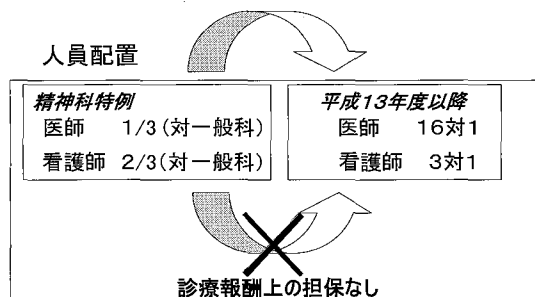 人員配置
精神科特例
医師 1/3(対一般科)
看護師 2/3(対一般科)
平成13年度以降
医師 16対1
看護師 3対1
診療報酬上の担保なし